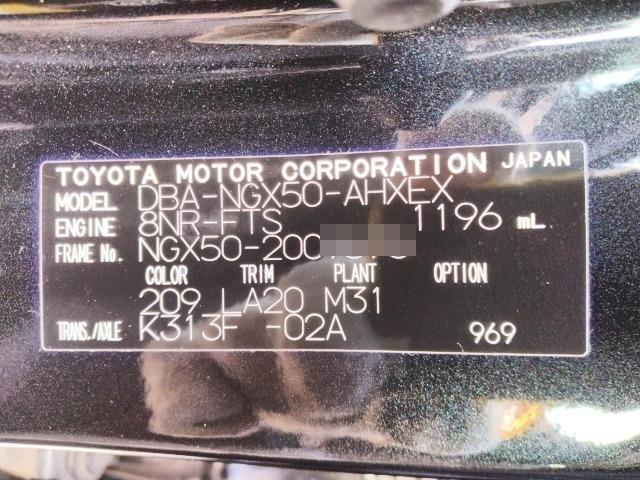 TOYOTA MOTOR CORPORATION JAPAN
MODEL DBA-NGX50-AHXEX
ENGINE 8NR-FTS 1196 mL
FRAME No. NGX50-200
COLOR TRIM PLANT OPTION
209 LA20 M31
TRANS./AXLE K313F -02A 969